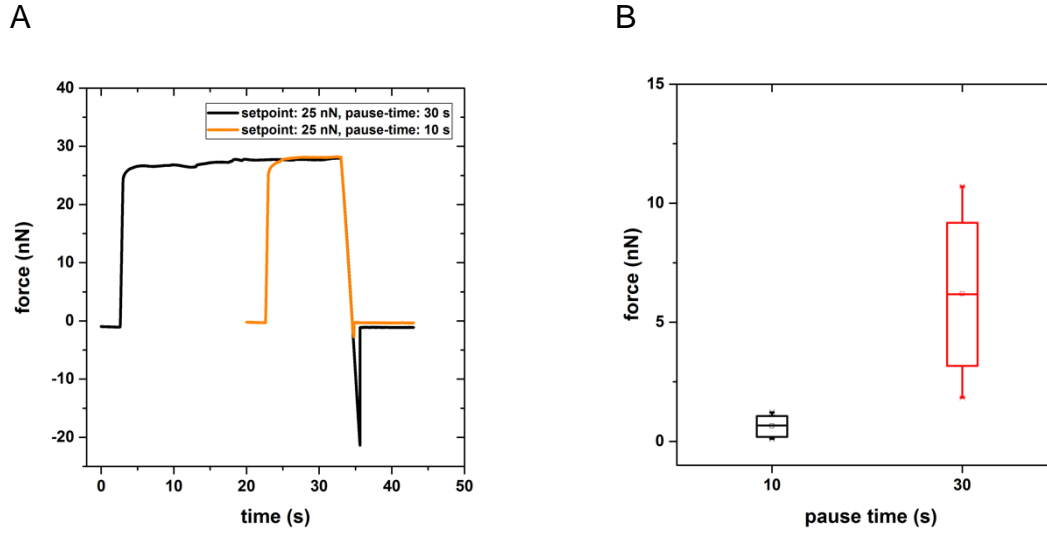 A
B
setpoint: 25 nN, pause-time: 30 s
setpoint: 25 nN, pause-time: 10 s
40
30
20
10
0
-10
-20
force (nN)
0
10
20
30
40
50
time (s)
15
10
5
0
force (nN)
10
30
pause time (s)